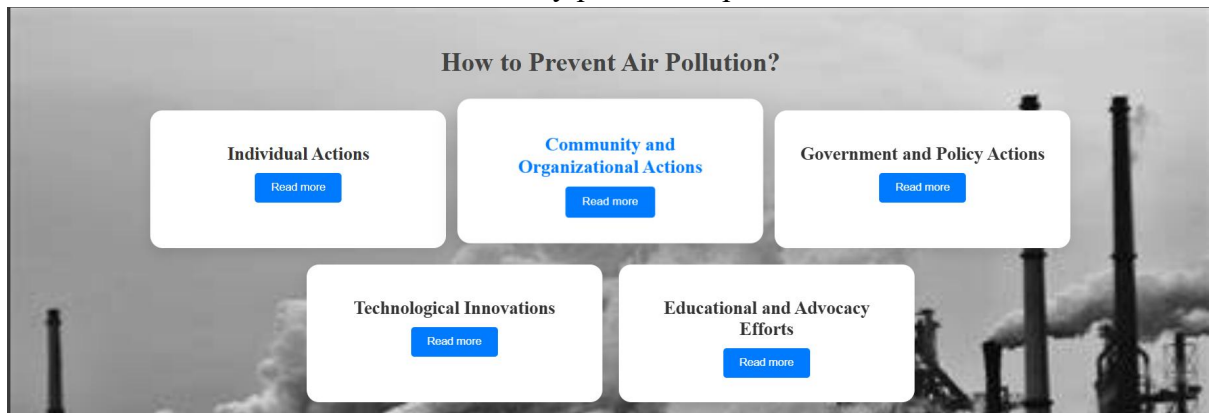 How to Prevent Air Pollution?
Individual Actions
Read more
Community and
Organizational Actions
Read more
Government and Policy Actions
Read more
Technological Innovations
Read more
Educational and Advocacy
Efforts
Read more